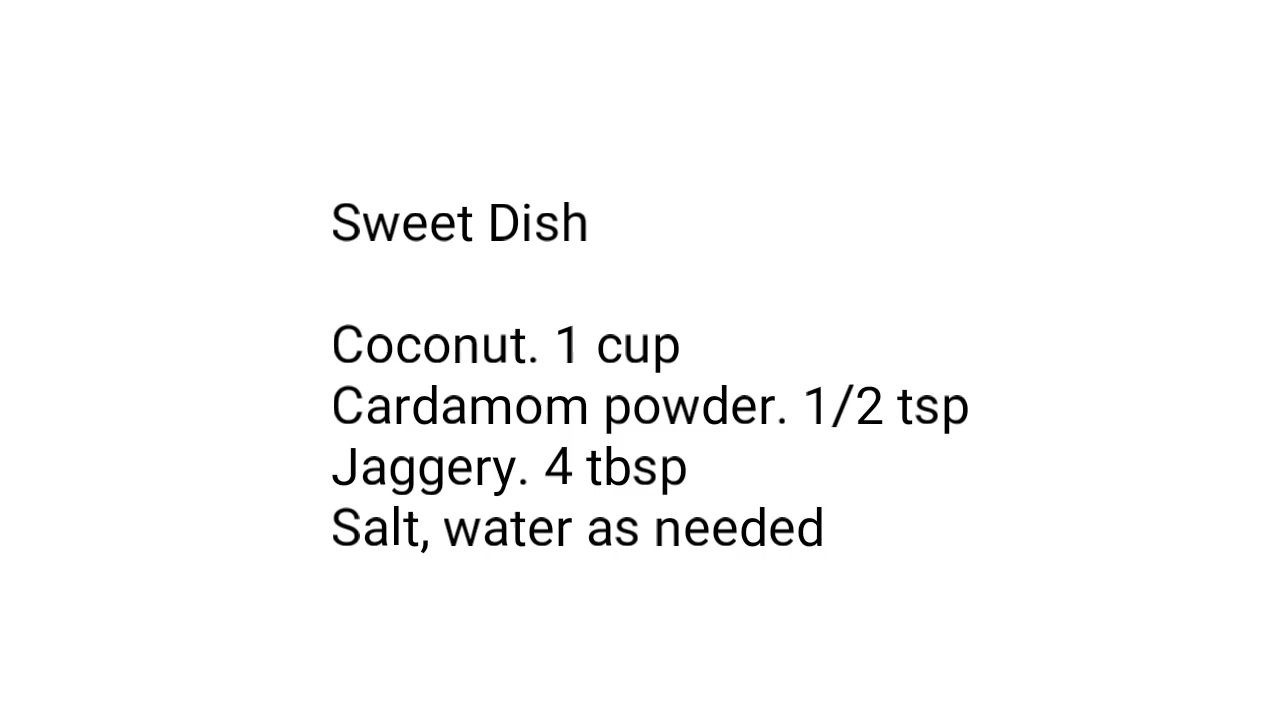 Sweet Dish
Coconut. 1 cup
Cardamom powder. 1/2 tsp
Jaggery. 4 tbsp
Salt, water as needed